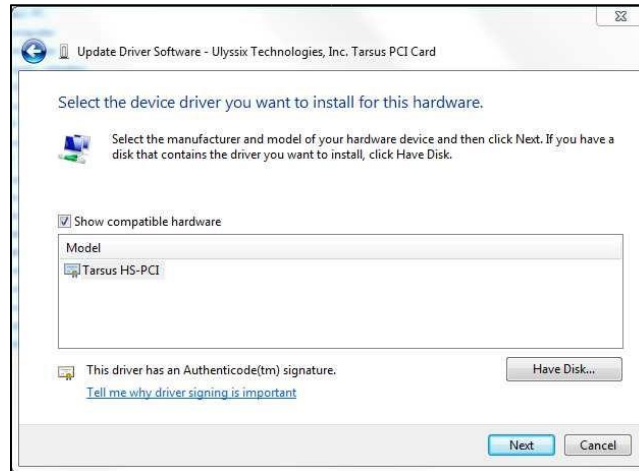 Update Driver Software - Ulyssix Technologies, Inc. Tarsus PCI Card
Select the device driver you want to install for this hardware.
Select the manufacturer and model of your hardware device and then click Next. If you have a
disk that contains the driver you want to install, click Have Disk.
Show compatible hardware
Model
Tarsus HS-PCI
This driver has an Authenticode(tm) signature.
Have Disk...
Tell me why driver signing is important
Next
Cancel